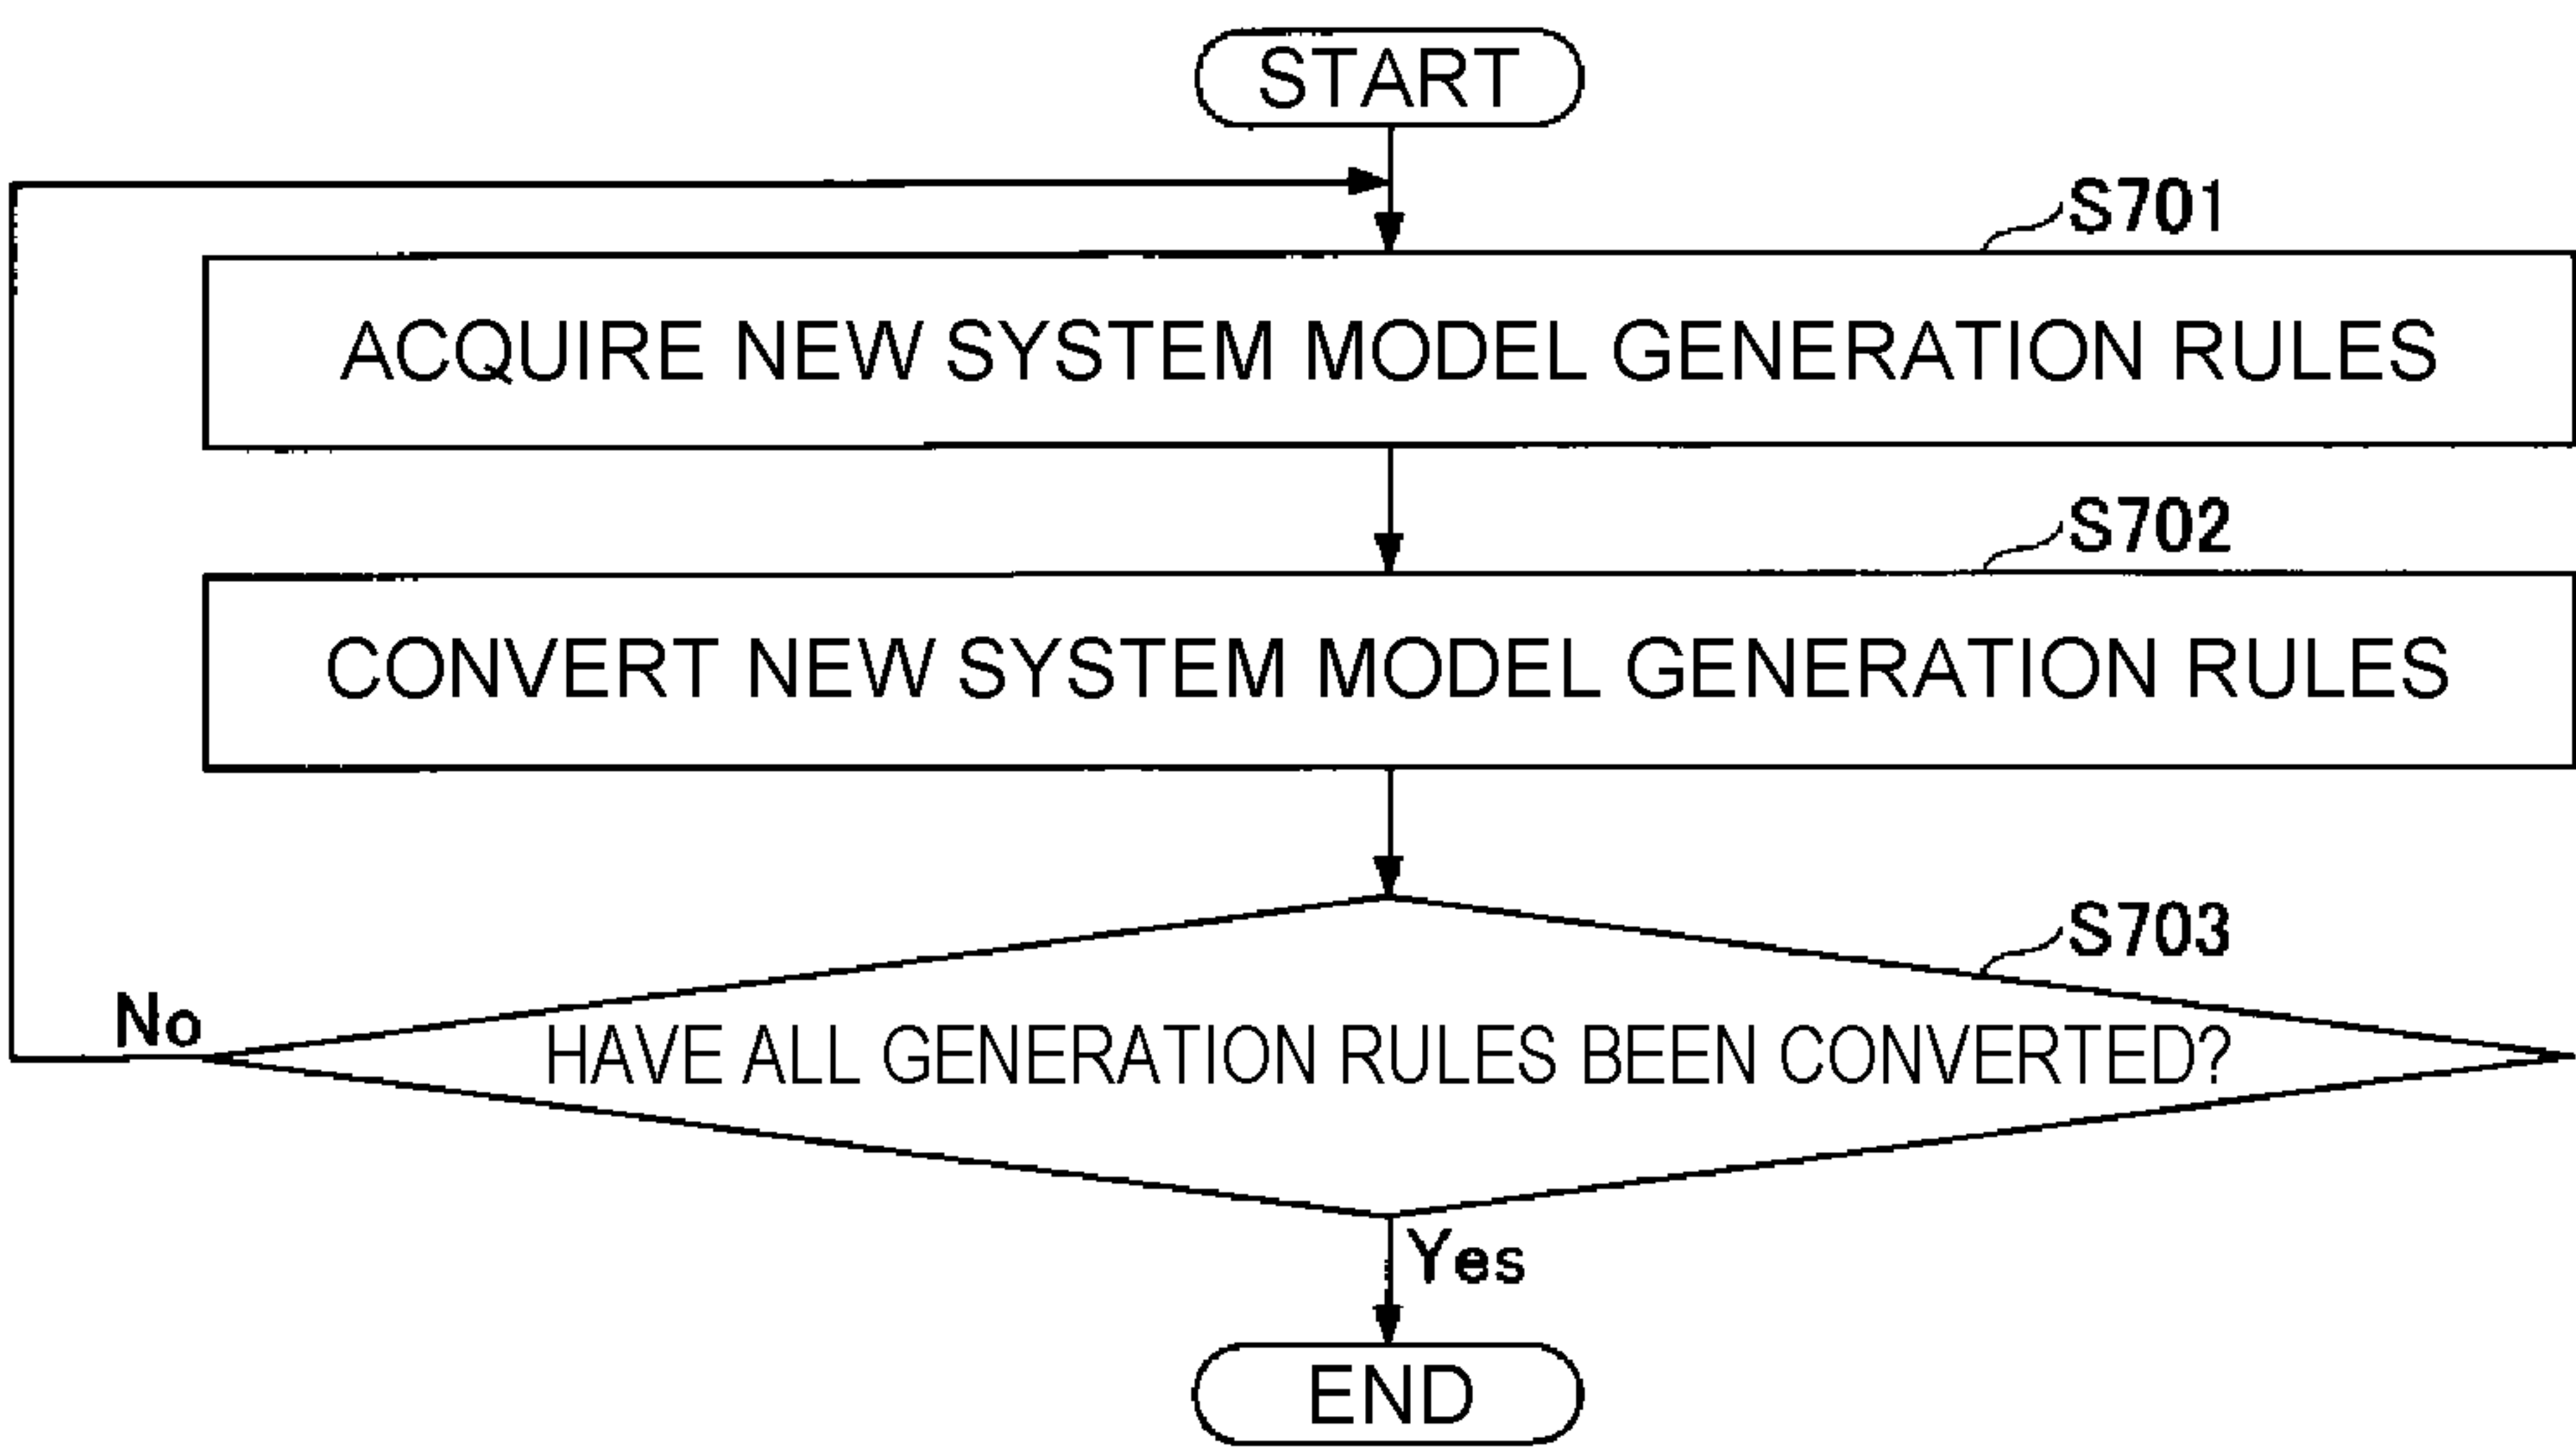 START
S701
ACQUIRE NEW SYSTEM MODEL GENERATION RULES
S702
CONVERT NEW SYSTEM MODEL GENERATION RULES
S703
No
HAVE ALL GENERATION RULES BEEN CONVERTED?
Yes
END